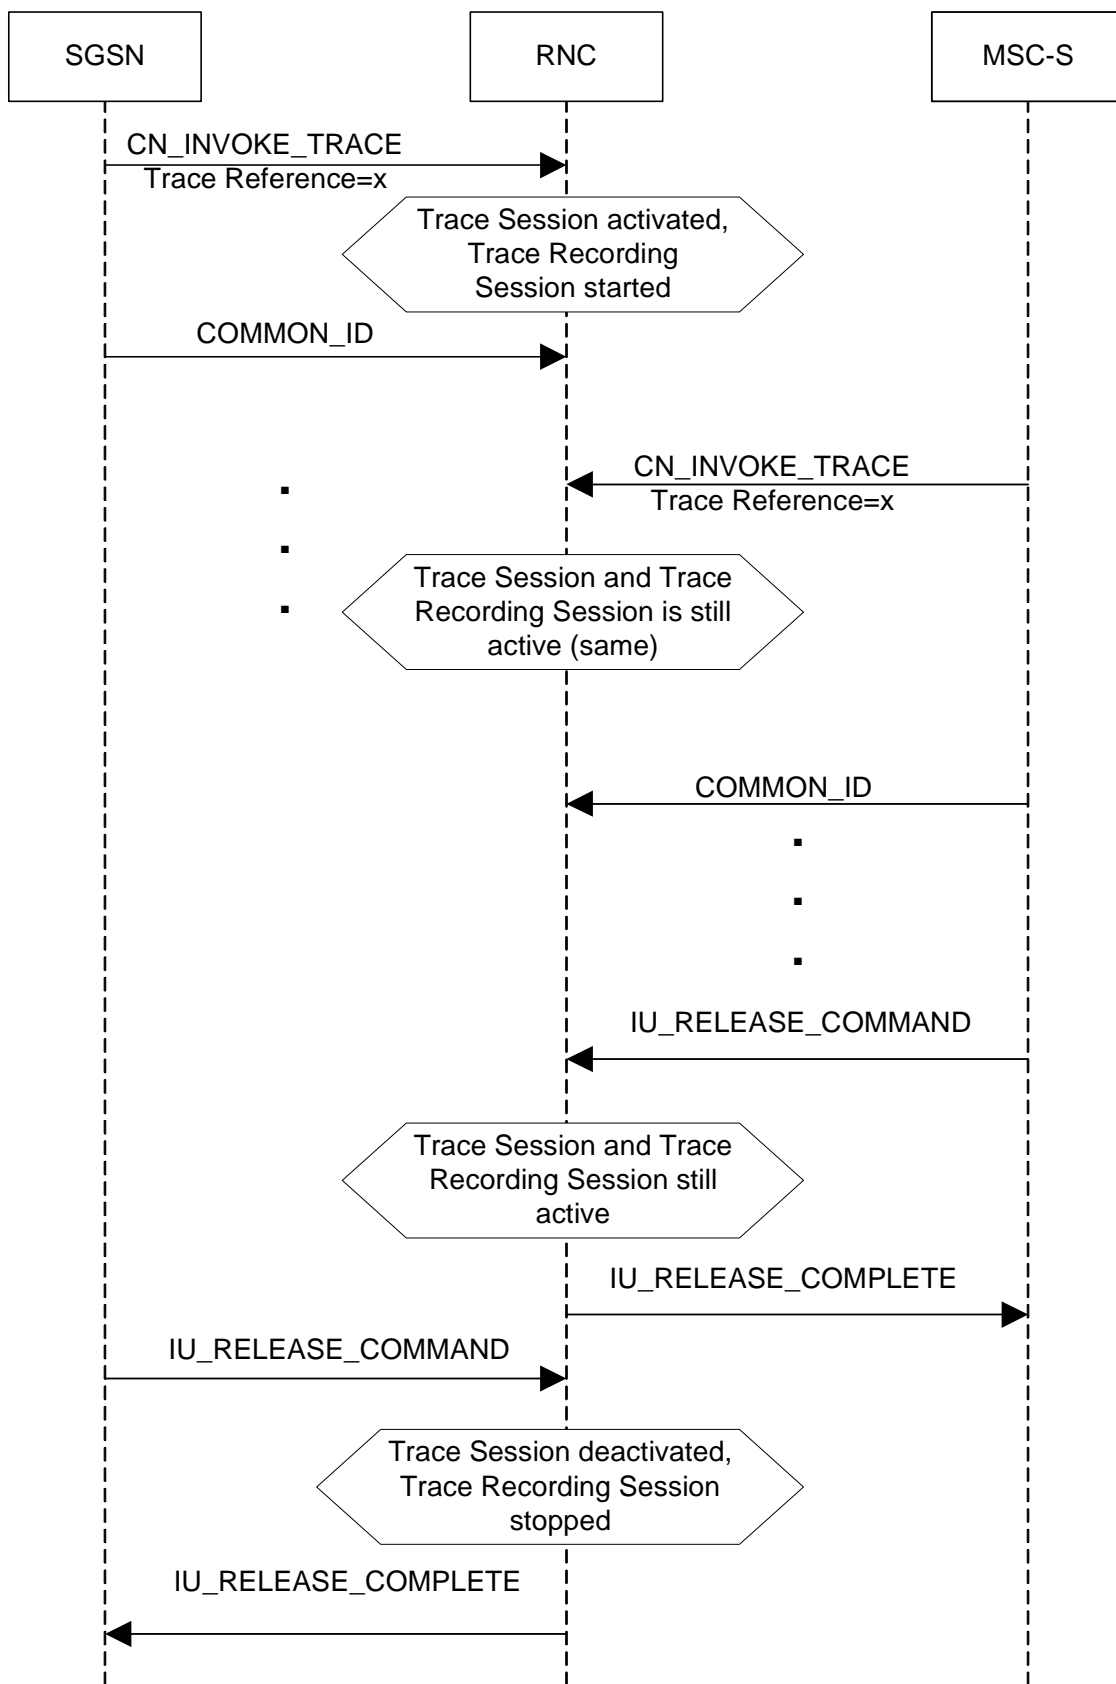 SGSN
RNC
MSC-S
CN_INVOKE_TRACE
Trace Reference=x
Trace Session activated,
Trace Recording
Session started
COMMON_ID
CN_INVOKE_TRACE
Trace Reference=x
Trace Session and Trace
Recording Session is still
active (same)
COMMON_ID
IU_RELEASE_COMMAND
Trace Session and Trace
Recording Session still
active
IU_RELEASE_COMPLETE
IU_RELEASE_COMMAND
Trace Session deactivated,
Trace Recording Session
stopped
IU_RELEASE_COMPLETE